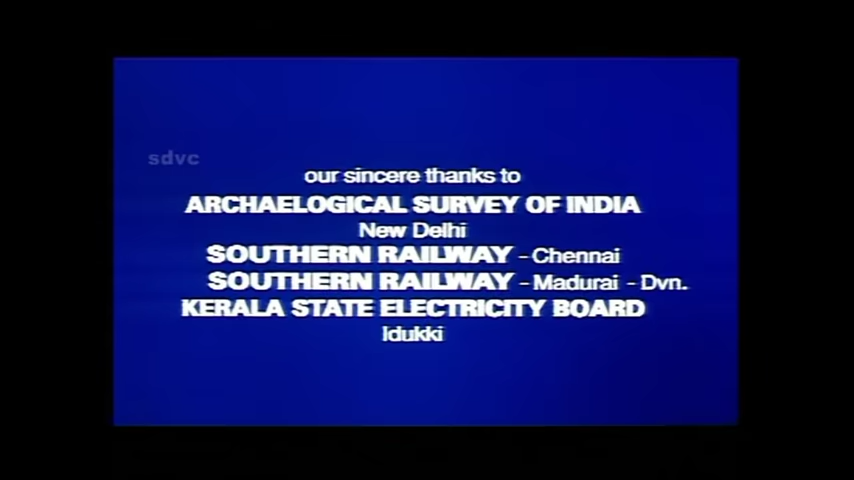 sdvc
our sincere thanks to
ARCHAELOGICAL SURVEY OF INDIA
New Delhi
SOUTHERN RAILWAY - Chennai
SOUTHERN RAILWAY - Madurai - Dvn.
KERALA STATE ELECTRICITY BOARD
Idukki